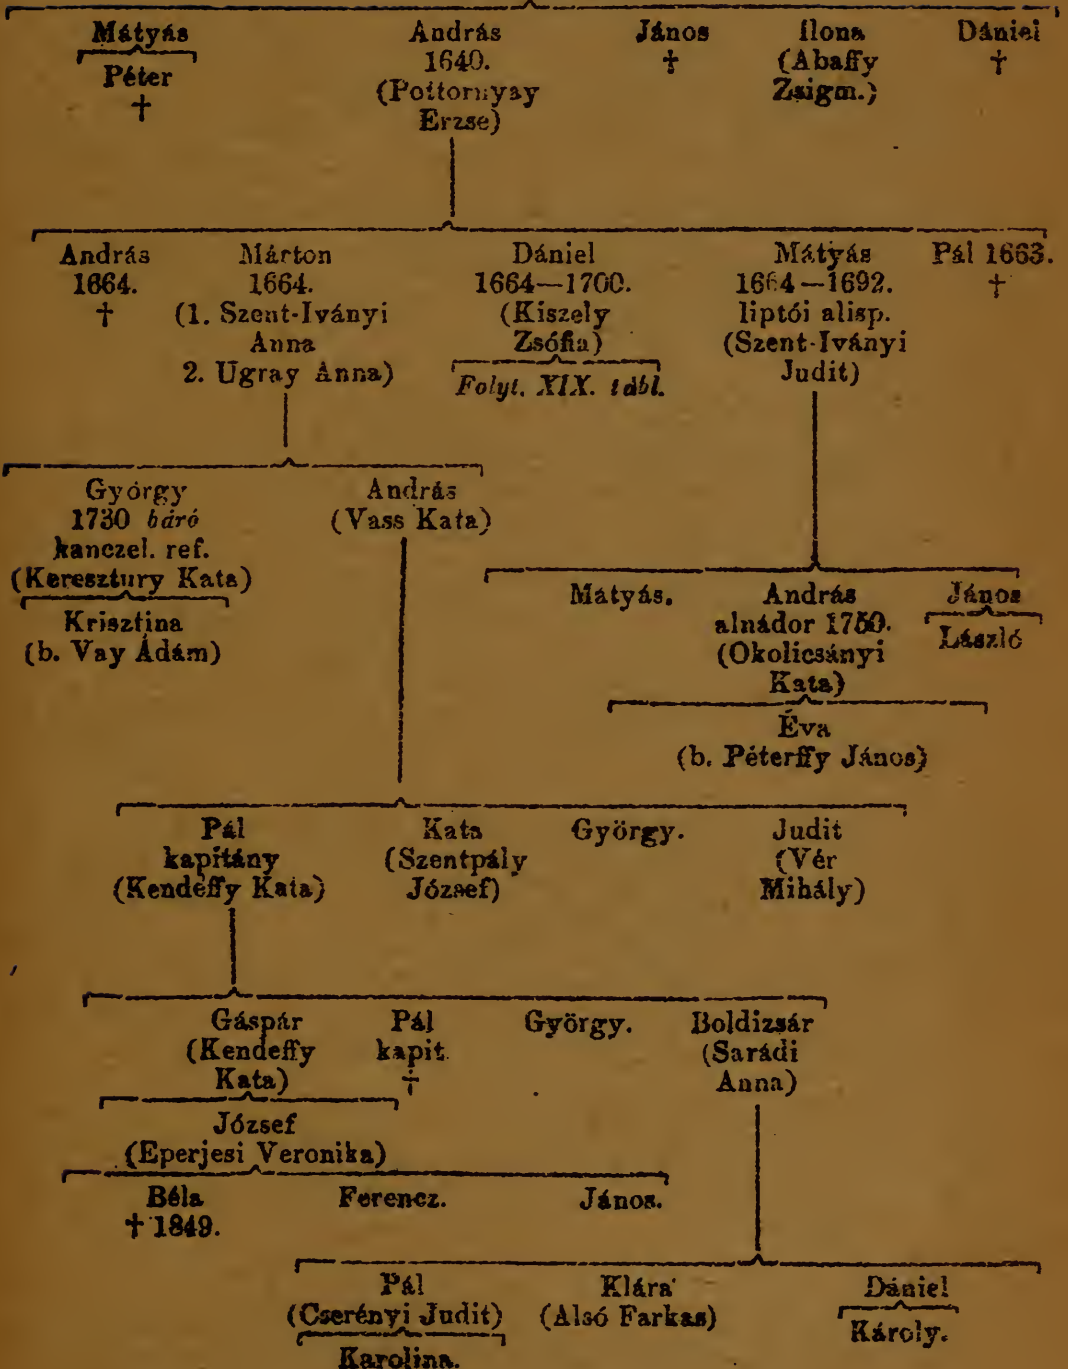 Mátyás
Péter
†
András
1640.
(Pottornyay
Erzse)
János
†
Ilona
(Abaffy
Zsigm.)
Dániel
†
András
1664.
†
Márton
1664.
(1. Szent-Iványi
Anna
2. Ugray Anna)
Dániel
1664—1700.
(Kiszely
Zsófia)
Folyt. XIX. tábl.
Mátyás
1664—1692.
liptói alisp.
(Szent-Iványi
Judit)
Pál 1663.
†
György
1730 báró
kanczel. ref.
(Keresztury Kata)
Krisztina
(b. Vay Ádám)
András
(Vass Kata)
Mátyás.
András
alnádor 1750.
(Okolicsányi
Kata)
Éva
(b. Péterffy János)
János
László
Pál
kapitány
(Kendeffy Kata)
Kata
(Szentpály
József)
György.
Judit
(Vér
Mihály)
Gáspár
(Kendeffy
Kata)
József
(Eperjesi Veronika)
Pál
kapit.
†
György.
Boldizsár
(Sarádi
Anna)
Béla
† 1849.
Ferencz.
János.
Pál
(Cserényi Judit)
Karolina.
Klára
(Alsó Farkas)
Dániel
Károly.